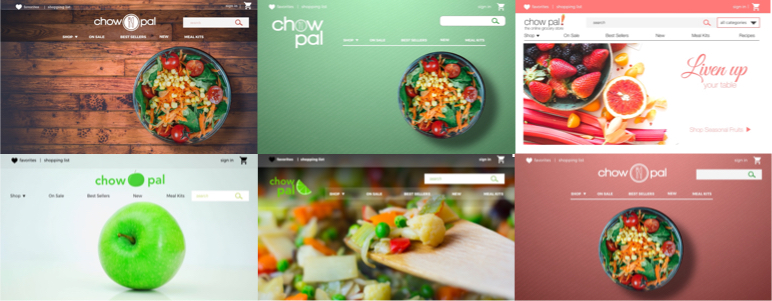 favorites | shopping list sign in
chow pal
search
SHOP ON SALE BEST SELLERS NEW MEAL KITS
favorites | shopping list sign in
chow
pal
SHOP ON SALE BEST SELLERS NEW MEAL KITS
favorites | shopping list sign in
chow pal!
the online grocery store
search
all categories
Shop On Sale Best Sellers New Meal Kits Recipes
Liven up
your table
Shop Seasonal Fruits
favorites | shopping list sign in
chow pal
Shop On Sale Best Sellers New Meal Kits
search
favorites | shopping list sign in
chow
pal
search
SHOP ON SALE BEST SELLERS NEW MEAL KITS
favorites | shopping list sign in
chow pal
search
SHOP ON SALE BEST SELLERS NEW MEAL KITS